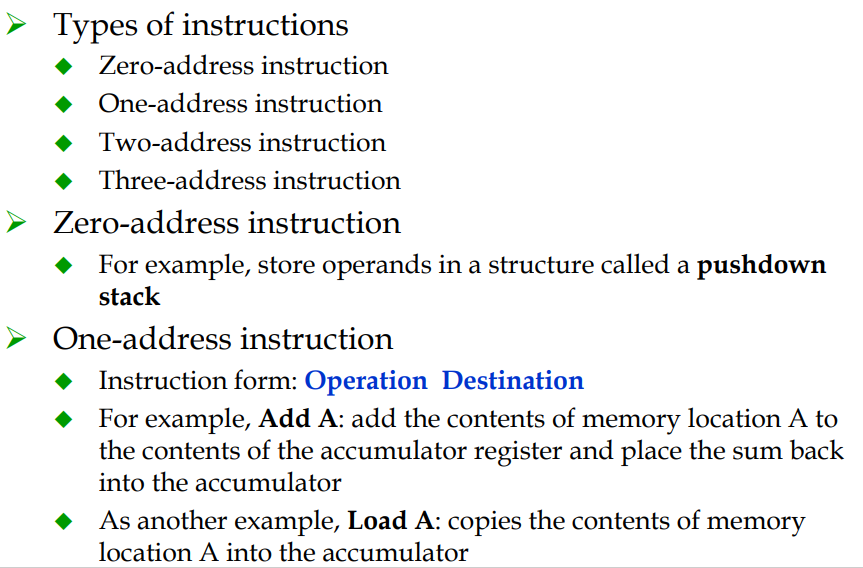 Types of instructions
Zero-address instruction
One-address instruction
Two-address instruction
Three-address instruction
Zero-address instruction
For example, store operands in a structure called a pushdown
stack
One-address instruction
Instruction form: Operation Destination
For example, Add A: add the contents of memory location A to
the contents of the accumulator register and place the sum back
into the accumulator
As another example, Load A: copies the contents of memory
location A into the accumulator